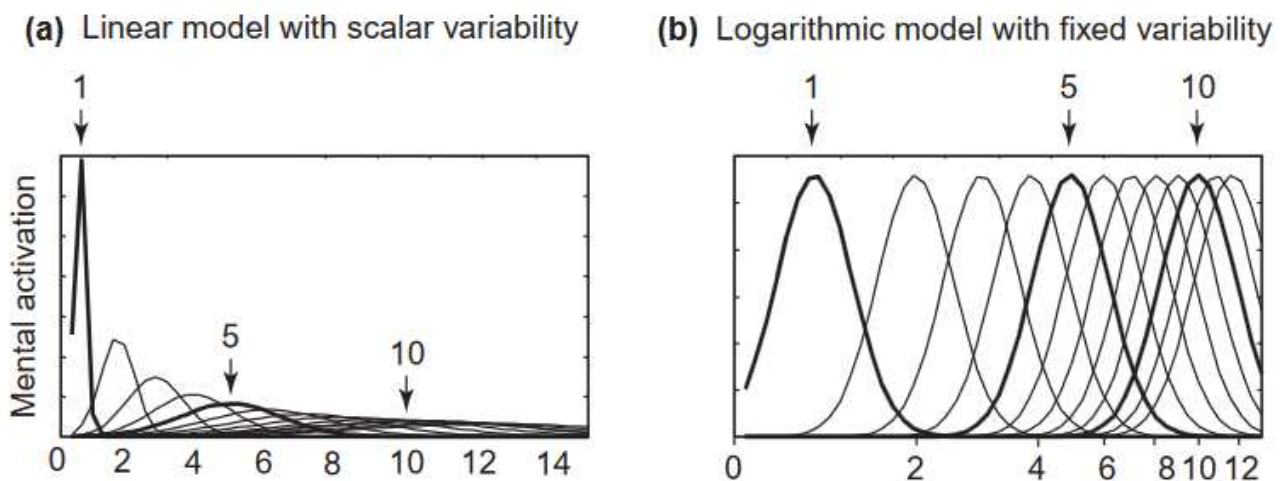 (a) Linear model with scalar variability
1
5
10
Mental activation
0 2 4 6 8 10 12 14
(b) Logarithmic model with fixed variability
1 5 10
0 2 4 6 8 10 12